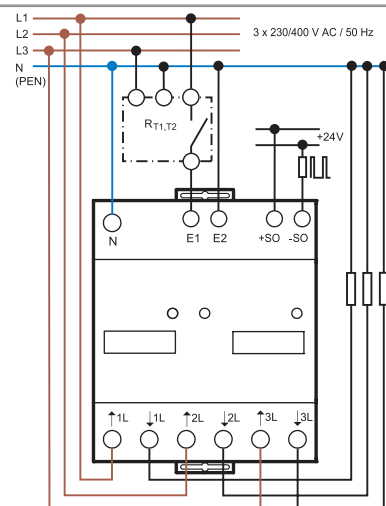 L1
L2
3 x 230/400 V AC / 50 Hz
L3
N
(PEN)
RT1,T2
+24V
N
E1 E2 +SO -SO
↑1L ↓1L ↑2L ↓2L ↑3L ↓3L